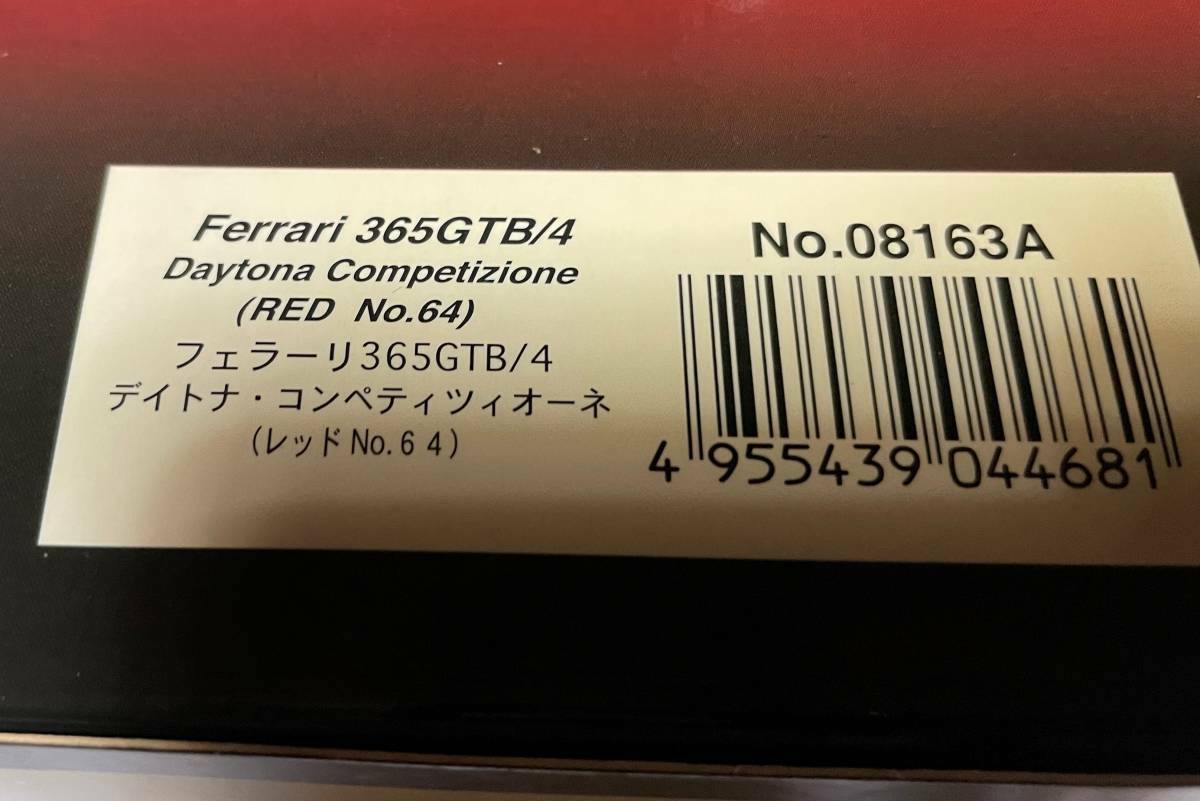 Ferrari 365GTB/4
Daytona Competizione
(RED No.64)
フェラーリ365GTB/4
デイトナ・コンペティツィオーネ
(レッドNo.64)
No.08163A
4 955439 044681